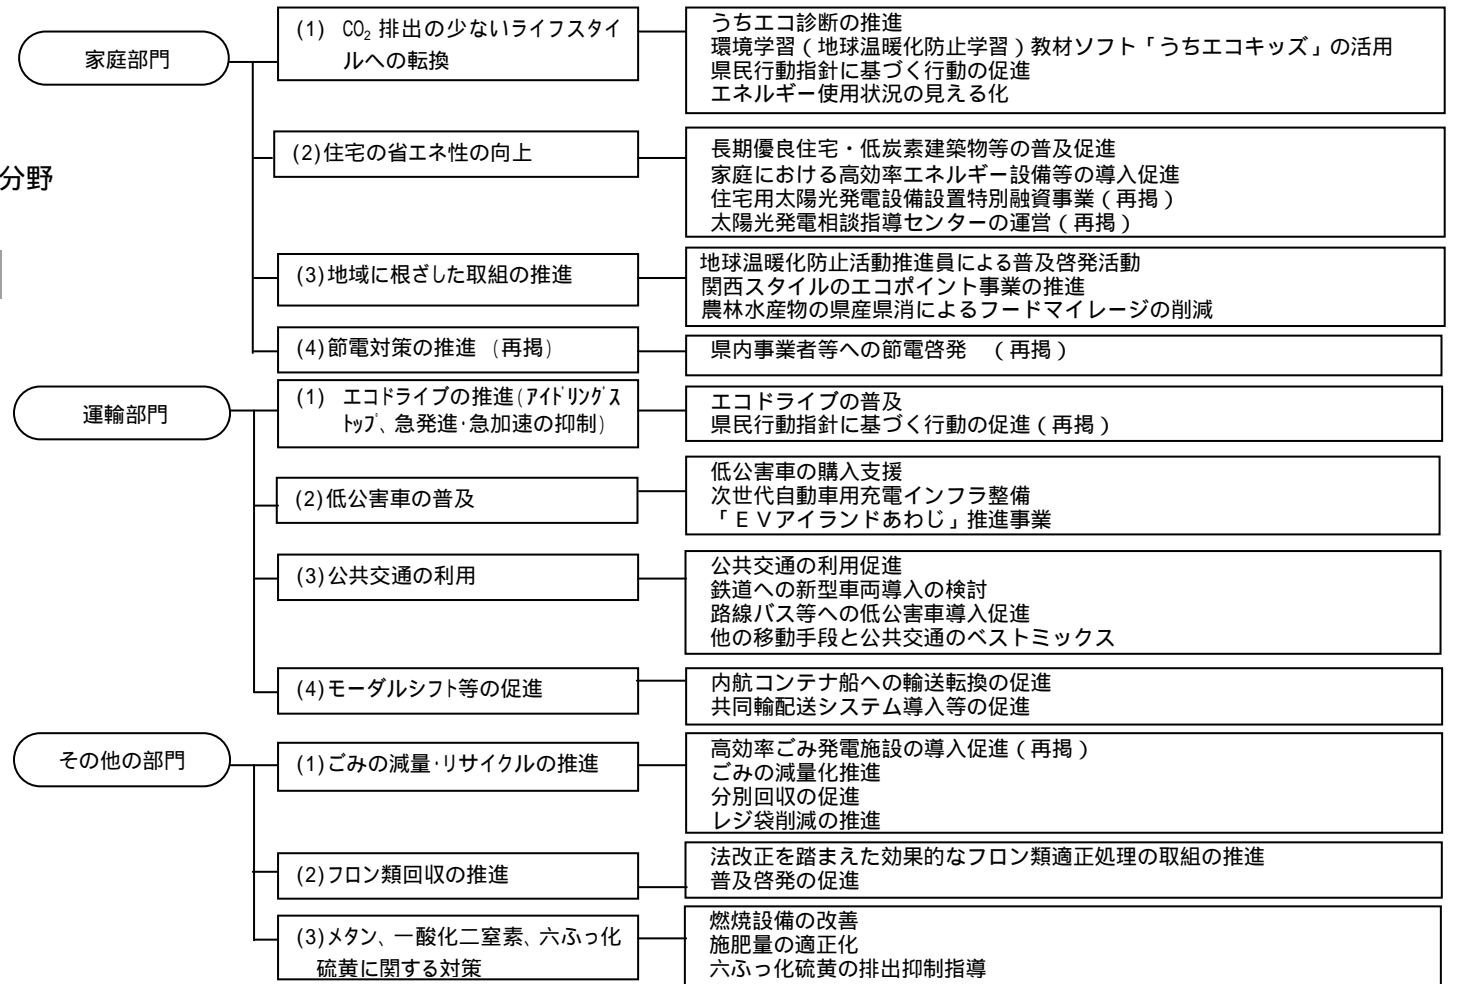 分野
家庭部門
(1) CO₂排出の少ないライフスタイ
ルへの転換
うちエコ診断の推進
環境学習（地球温暖化防止学習）教材ソフト「うちエコキッズ」の活用
県民行動指針に基づく行動の促進
エネルギー使用状況の見える化
(2)住宅の省エネ性の向上
長期優良住宅・低炭素建築物等の普及促進
家庭における高効率エネルギー設備等の導入促進
住宅用太陽光発電設備設置特別融資事業（再掲）
太陽光発電相談指導センターの運営（再掲）
(3)地域に根ざした取組の推進
地球温暖化防止活動推進員による普及啓発活動
関西スタイルのエコポイント事業の推進
農林水産物の県産県消によるフードマイレージの削減
(4)節電対策の推進（再掲）
県内事業者等への節電啓発　（再掲）
運輸部門
(1) エコドライブの推進(ｱｲﾄﾞﾘﾝｸﾞｽ
ﾄｯﾌﾟ、急発進･急加速の抑制)
エコドライブの普及
県民行動指針に基づく行動の促進（再掲）
(2)低公害車の普及
低公害車の購入支援
次世代自動車用充電インフラ整備
「ＥＶアイランドあわじ」推進事業
(3)公共交通の利用
公共交通の利用促進
鉄道への新型車両導入の検討
路線バス等への低公害車導入促進
他の移動手段と公共交通のベストミックス
(4)モーダルシフト等の促進
内航コンテナ船への輸送転換の促進
共同輸配送システム導入等の促進
その他の部門
(1)ごみの減量･リサイクルの推進
高効率ごみ発電施設の導入促進（再掲）
ごみの減量化推進
分別回収の促進
レジ袋削減の推進
(2)フロン類回収の推進
法改正を踏まえた効果的なフロン類適正処理の取組の推進
普及啓発の促進
(3)メタン、一酸化二窒素、六ふっ化
硫黄に関する対策
燃焼設備の改善
施肥量の適正化
六ふっ化硫黄の排出抑制指導